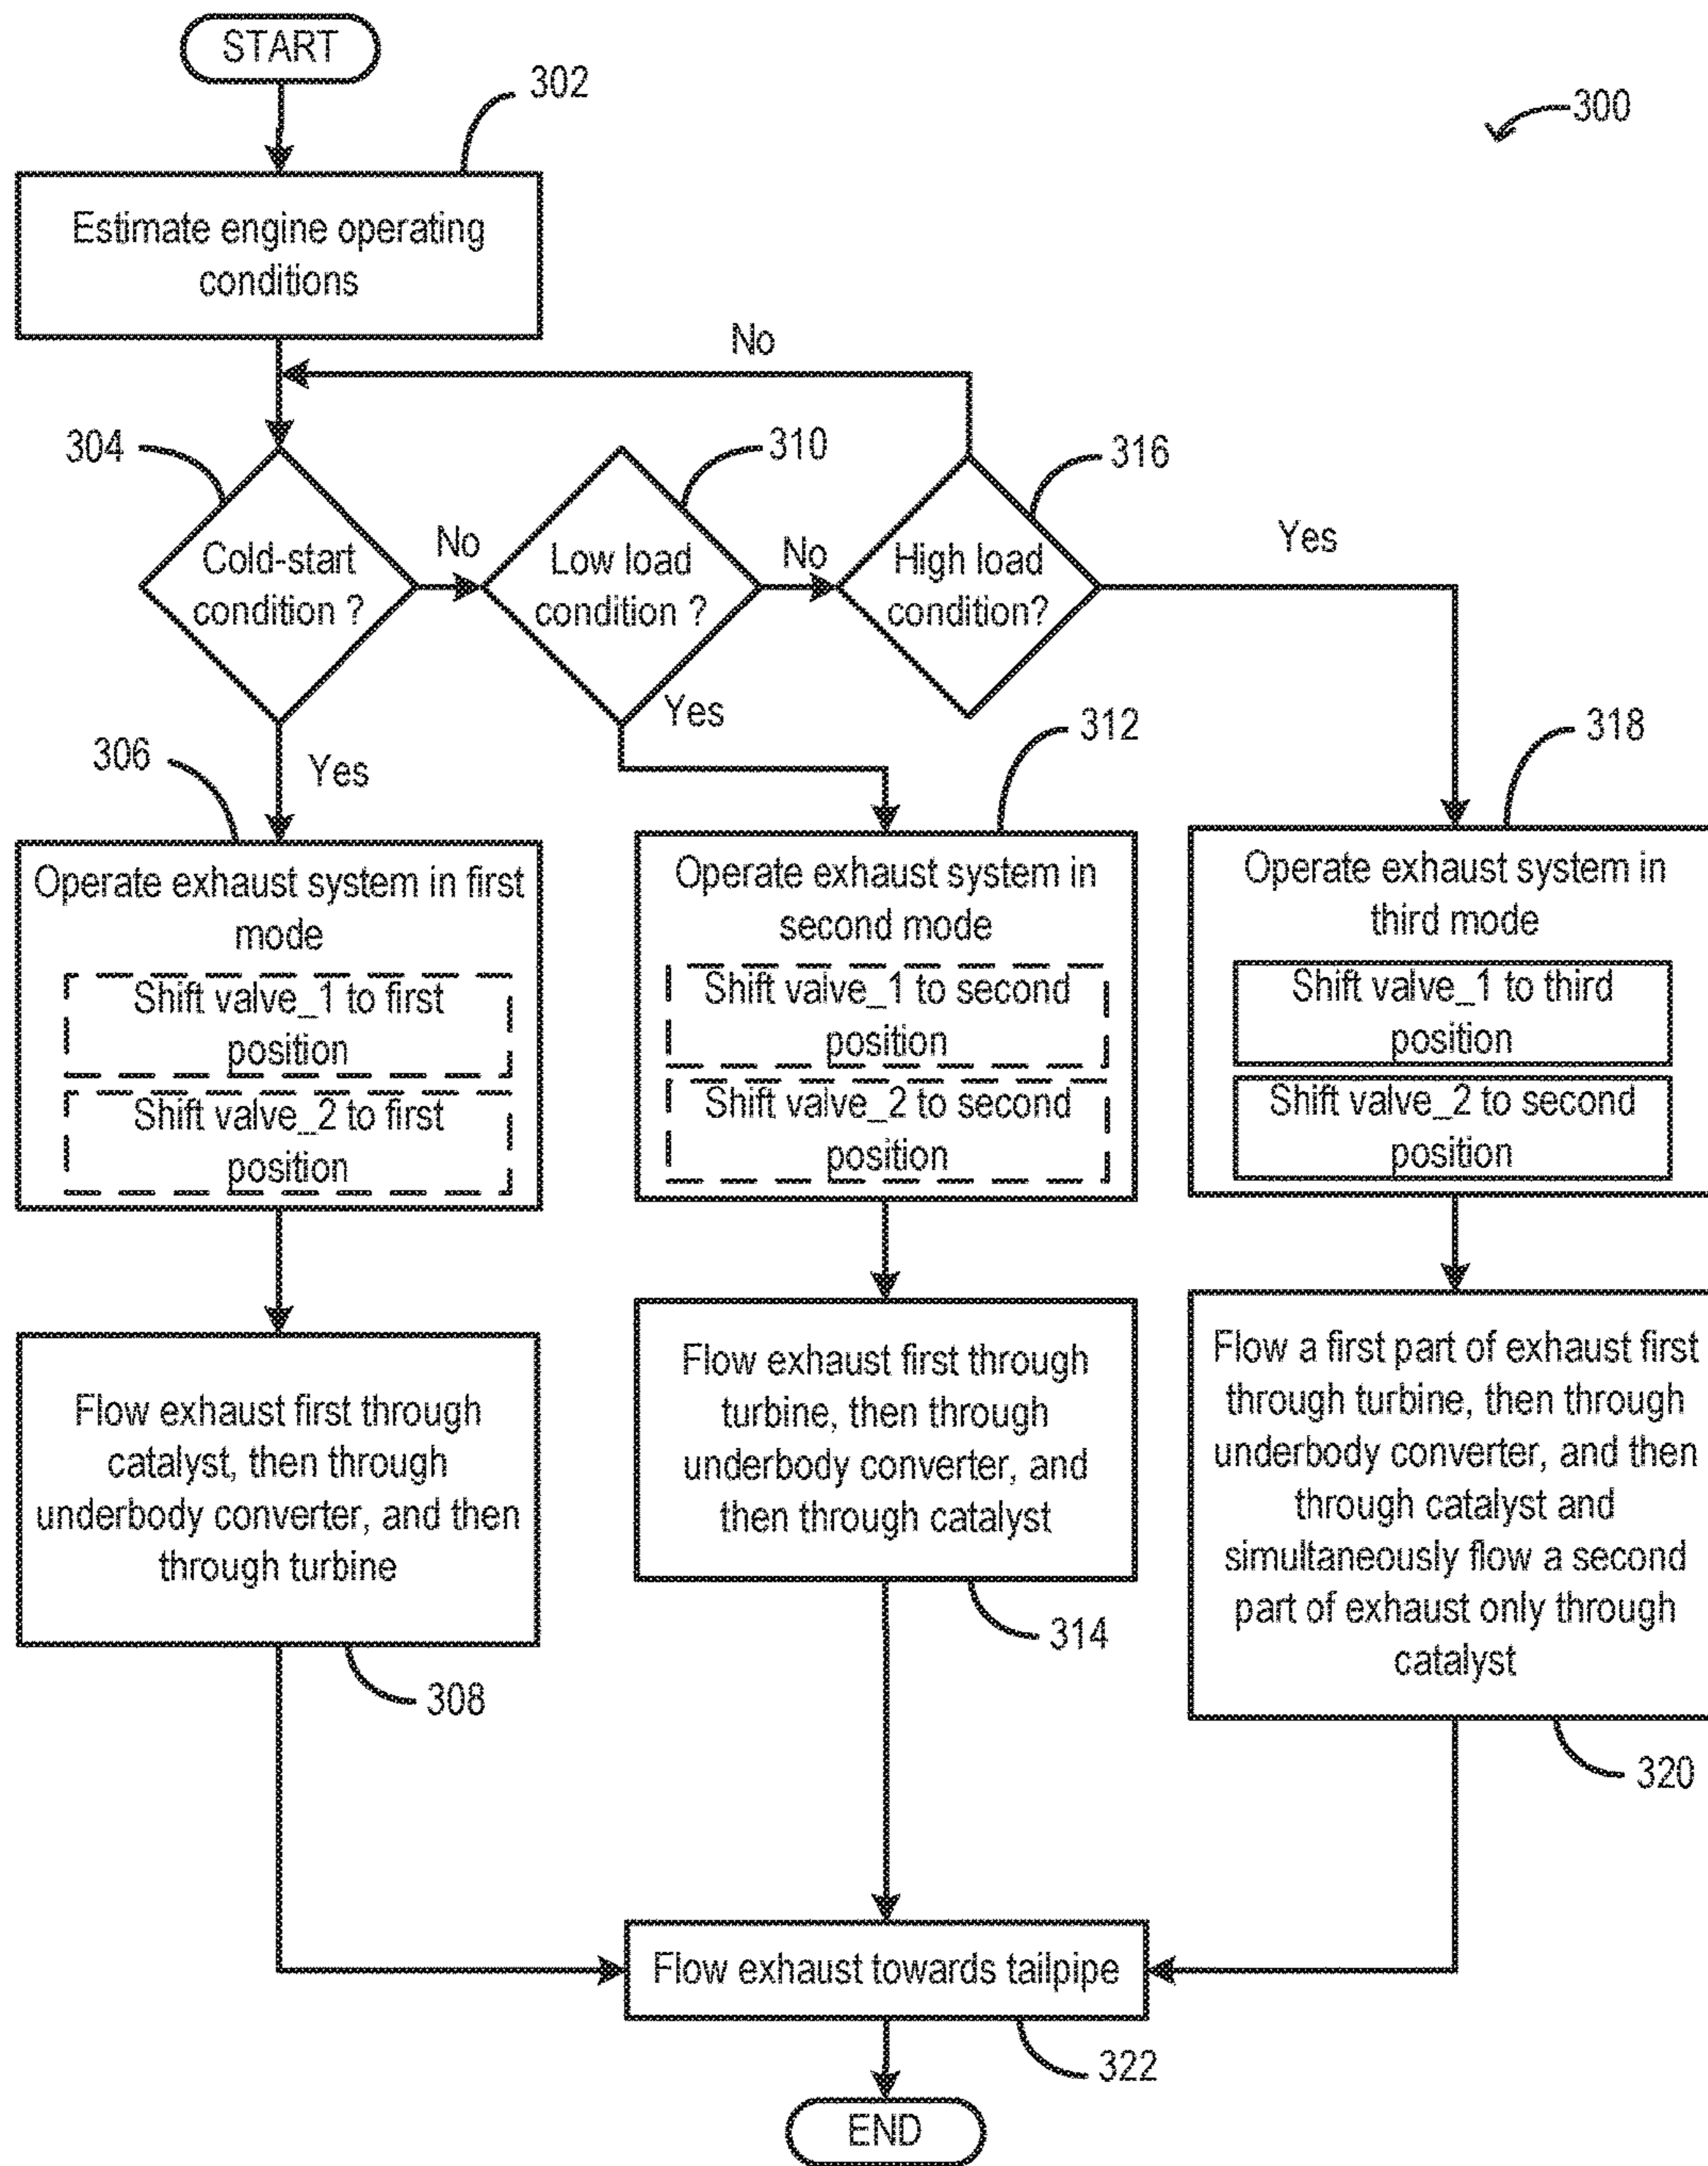 START
302
300
Estimate engine operating
conditions
No
304
310
316
Cold-start
condition ?
No
Low load
condition ?
No
High load
condition?
Yes
Yes
Yes
306
312
318
Operate exhaust system in first
mode
Shift valve_1 to first
position
Shift valve_2 to first
position
Operate exhaust system in
second mode
Shift valve_1 to second
position
Shift valve_2 to second
position
Operate exhaust system in
third mode
Shift valve_1 to third
position
Shift valve_2 to second
position
Flow exhaust first through
catalyst, then through
underbody converter, and then
through turbine
308
Flow exhaust first through
turbine, then through
underbody converter, and
then through catalyst
314
Flow a first part of exhaust first
through turbine, then through
underbody converter, and then
through catalyst and
simultaneously flow a second
part of exhaust only through
catalyst
320
Flow exhaust towards tailpipe
322
END